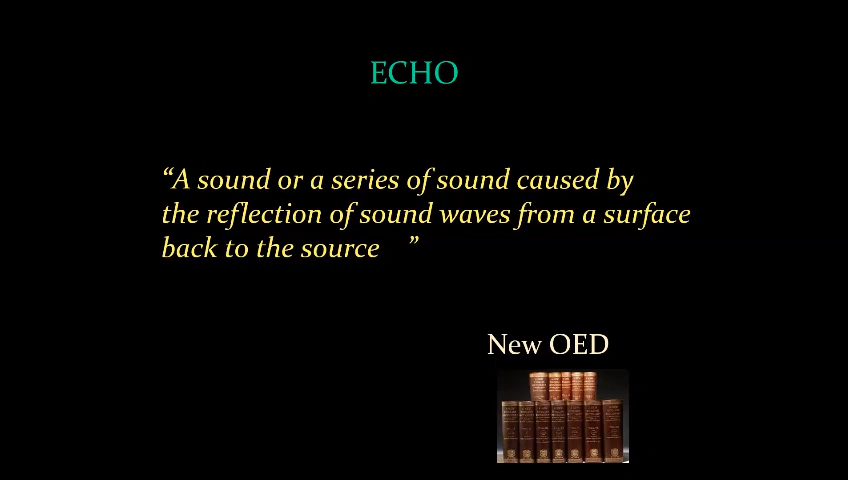 ECHO
“A sound or a series of sound caused by
the reflection of sound waves from a surface
back to the source ”
New OED